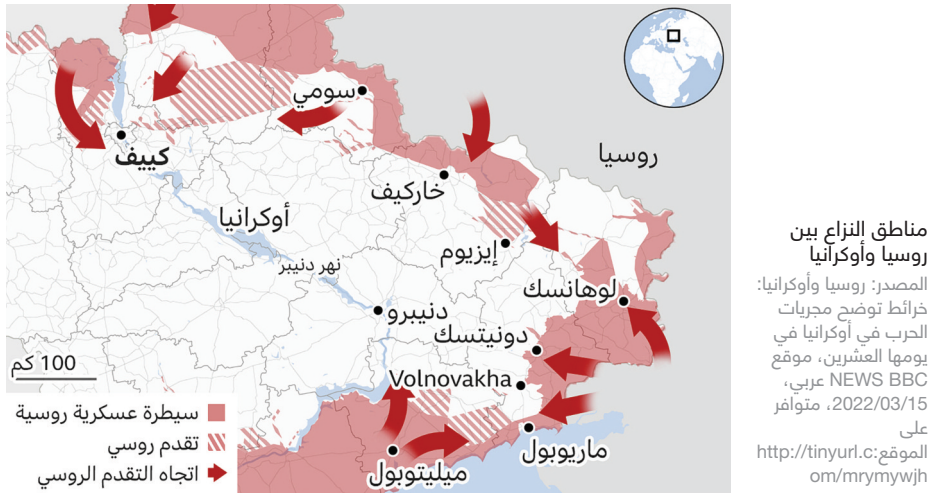 سومي
روسيا
كييف
خاركيف
أوكرانيا
إيزيوم
نهر دنيبر
لوهانسك
دنيبرو
دونيتسك
Volnovakha
100 كم
ماريوبول
ميليتوبول
سيطرة عسكرية روسية
تقدم روسي
اتجاه التقدم الروسي
مناطق النزاع بين
روسيا وأوكرانيا
المصدر: روسيا وأوكرانيا:
خرائط توضح مجريات
الحرب في أوكرانيا في
يومها العشرين، موقع
NEWS BBC عربي،
2022/03/15، متوافر
على
الموقع:http://tinyurl.c
om/mrymywjh